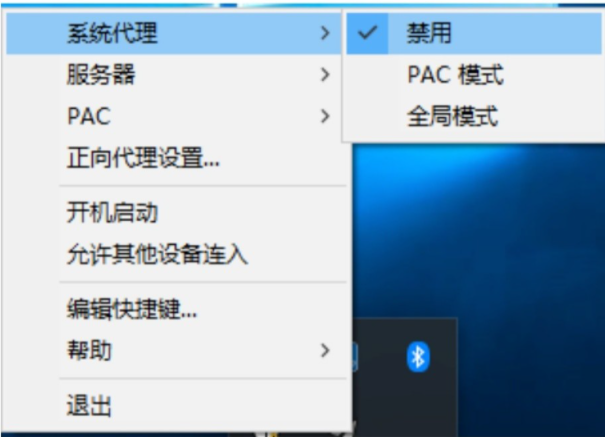 系统代理
服务器
PAC
正向代理设置...
开机启动
允许其他设备连入
编辑快捷键...
帮助
退出
禁用
PAC 模式
全局模式